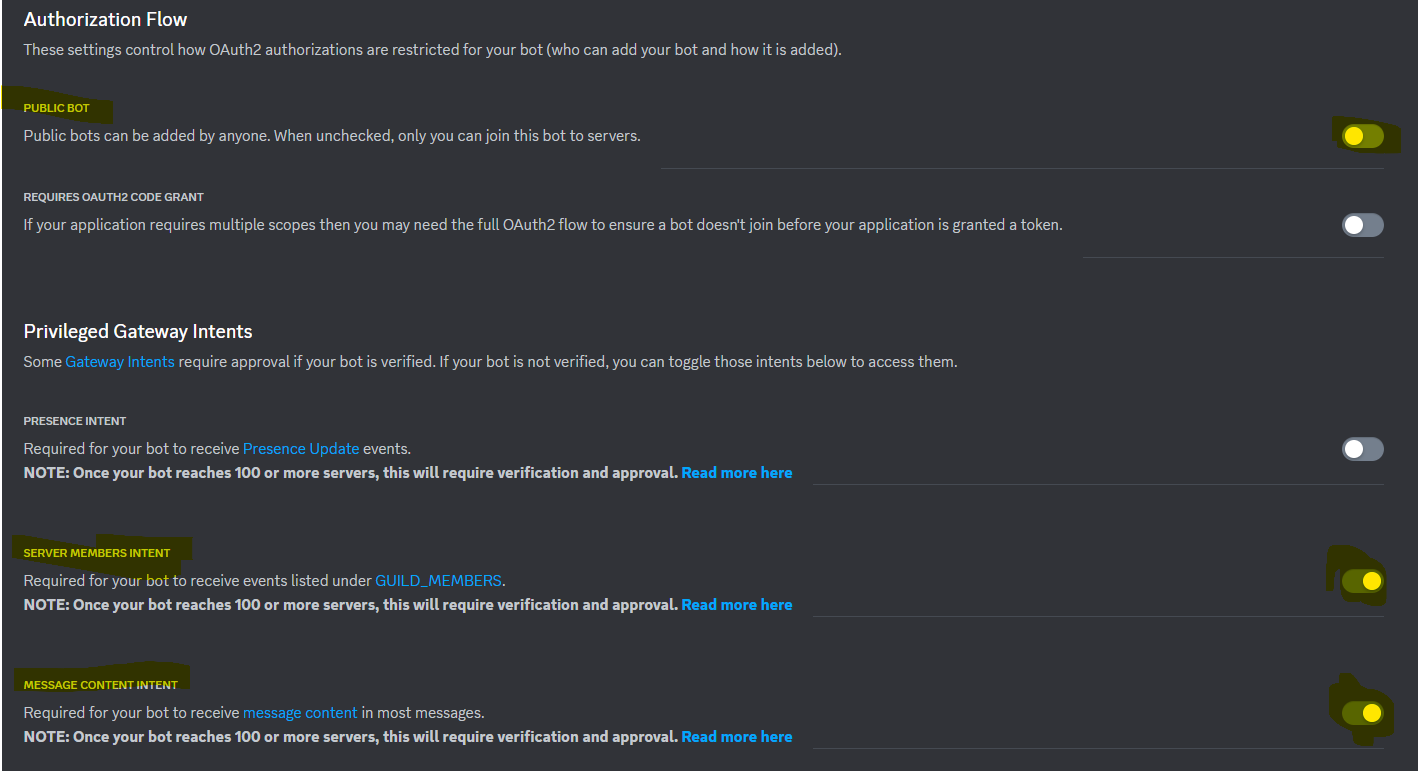 Authorization Flow
These settings control how OAuth2 authorizations are restricted for your bot (who can add your bot and how it is added).
PUBLIC BOT
Public bots can be added by anyone. When unchecked, only you can join this bot to servers.
REQUIRES OAUTH2 CODE GRANT
If your application requires multiple scopes then you may need the full OAuth2 flow to ensure a bot doesn't join before your application is granted a token.
Privileged Gateway Intents
Some Gateway Intents require approval if your bot is verified. If your bot is not verified, you can toggle those intents below to access them.
PRESENCE INTENT
Required for your bot to receive Presence Update events.
NOTE: Once your bot reaches 100 or more servers, this will require verification and approval. Read more here
SERVER MEMBERS INTENT
Required for your bot to receive events listed under GUILD_MEMBERS.
NOTE: Once your bot reaches 100 or more servers, this will require verification and approval. Read more here
MESSAGE CONTENT INTENT
Required for your bot to receive message content in most messages.
NOTE: Once your bot reaches 100 or more servers, this will require verification and approval. Read more here